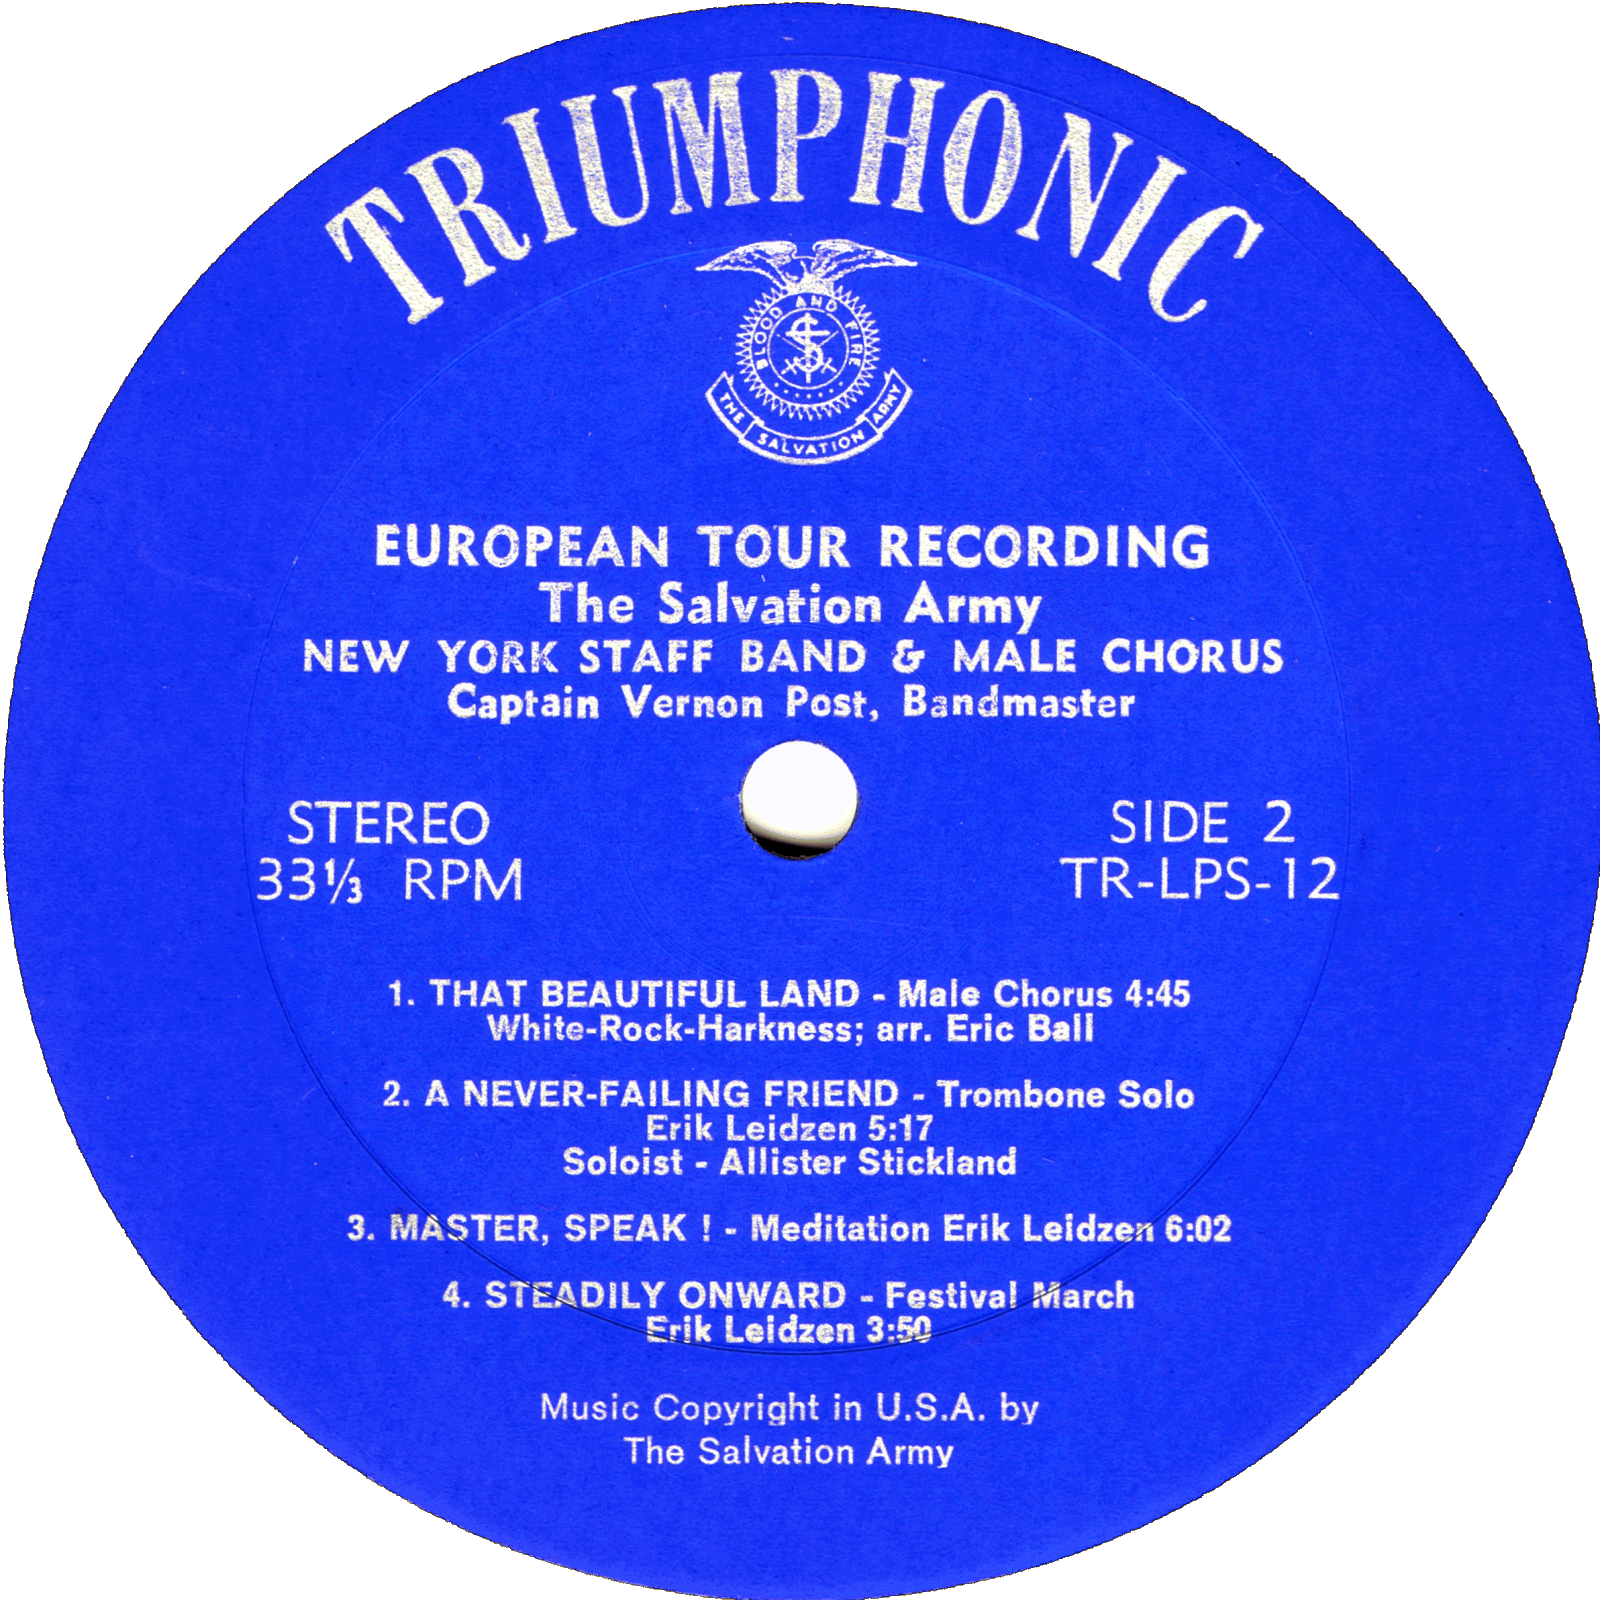 TRIUMPHONIC
BLOOD AND FIRE
S
THE SALVATION ARMY
EUROPEAN TOUR RECORDING
The Salvation Army
NEW YORK STAFF BAND & MALE CHORUS
Captain Vernon Post, Bandmaster
STEREO
33⅓ RPM
SIDE 2
TR-LPS-12
1. THAT BEAUTIFUL LAND - Male Chorus 4:45
White-Rock-Harkness; arr. Eric Ball
2. A NEVER-FAILING FRIEND - Trombone Solo
Erik Leidzen 5:17
Soloist - Allister Stickland
3. MASTER, SPEAK ! - Meditation Erik Leidzen 6:02
4. STEADILY ONWARD - Festival March
Erik Leidzen 3:50
Music Copyright in U.S.A. by
The Salvation Army